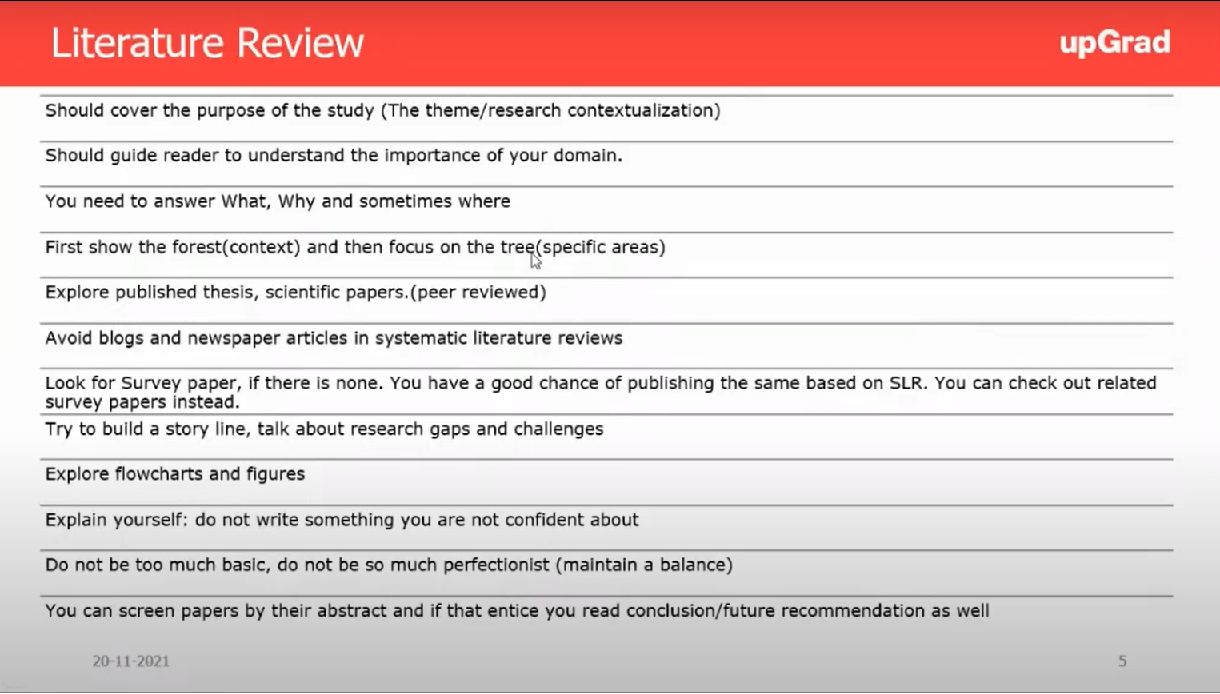 Literature Review
upGrad
Should cover the purpose of the study (The theme/research contextualization)
Should guide reader to understand the importance of your domain.
You need to answer What, Why and sometimes where
First show the forest(context) and then focus on the tree(specific areas)
Explore published thesis, scientific papers.(peer reviewed)
Avoid blogs and newspaper articles in systematic literature reviews
Look for Survey paper, if there is none. You have a good chance of publishing the same based on SLR. You can check out related
survey papers instead.
Try to build a story line, talk about research gaps and challenges
Explore flowcharts and figures
Explain yourself: do not write something you are not confident about
Do not be too much basic, do not be so much perfectionist (maintain a balance)
You can screen papers by their abstract and if that entice you read conclusion/future recommendation as well
20-11-2021
5